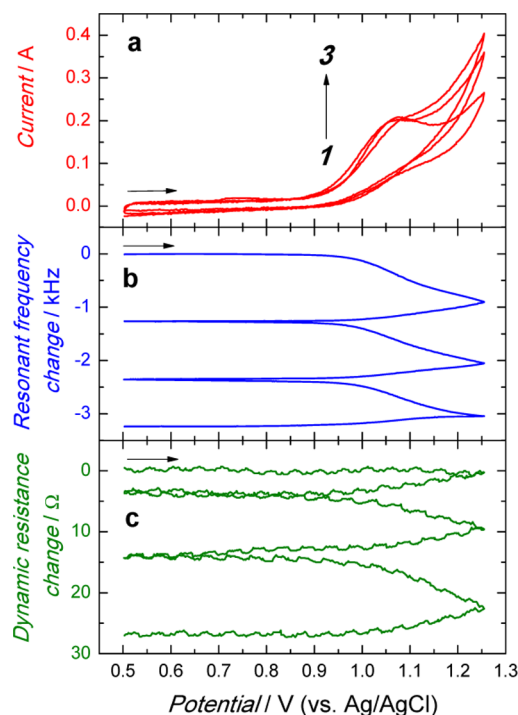 a
Current / A
0.4
0.3
0.2
0.1
0.0
3
1
b
Resonant frequency
change / kHz
0
-1
-2
-3
c
Dynamic resistance
change / Ω
0
10
20
30
0.5 0.6 0.7 0.8 0.9 1.0 1.1 1.2 1.3
Potential / V (vs. Ag/AgCl)